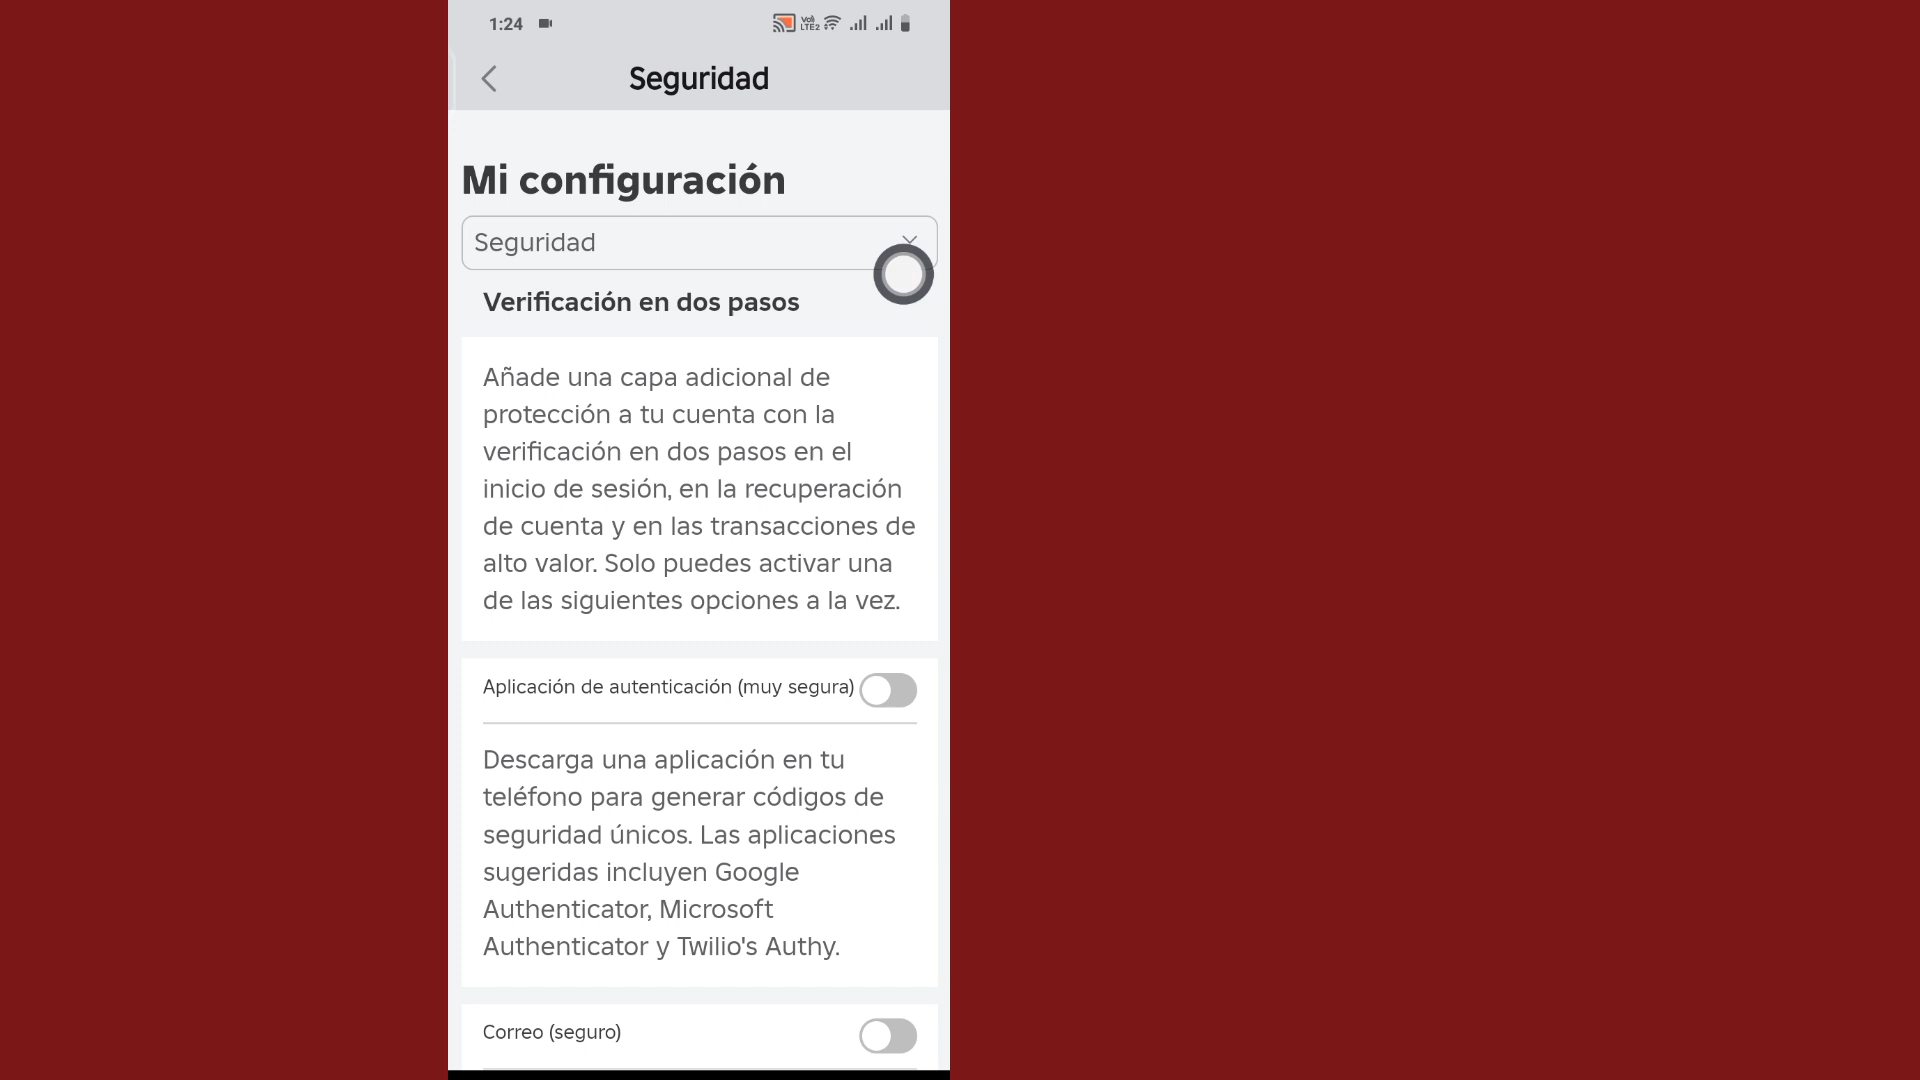 1:24
Vo) LTE2
Seguridad
Mi configuración
Seguridad
Verificación en dos pasos
Añade una capa adicional de
protección a tu cuenta con la
verificación en dos pasos en el
inicio de sesión, en la recuperación
de cuenta y en las transacciones de
alto valor. Solo puedes activar una
de las siguientes opciones a la vez.
Aplicación de autenticación (muy segura)
Descarga una aplicación en tu
teléfono para generar códigos de
seguridad únicos. Las aplicaciones
sugeridas incluyen Google
Authenticator, Microsoft
Authenticator y Twilio's Authy.
Correo (seguro)